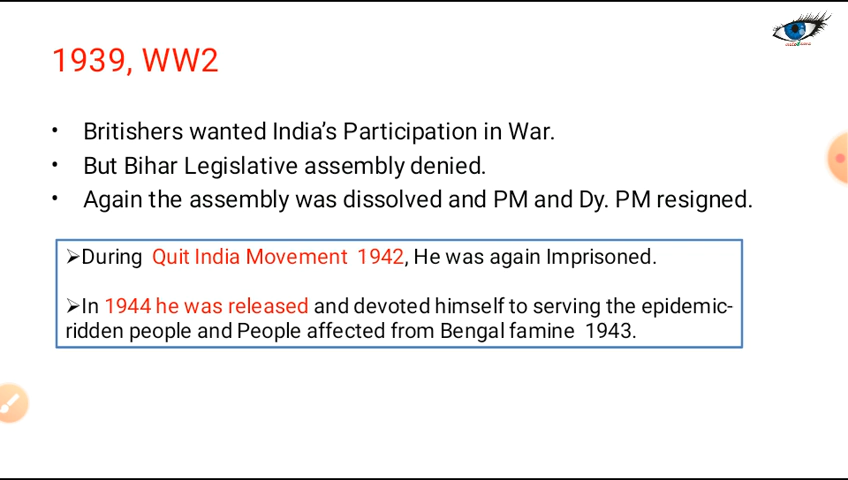 1939, WW2
• Britishers wanted India's Participation in War.
• But Bihar Legislative assembly denied.
• Again the assembly was dissolved and PM and Dy. PM resigned.
➢During Quit India Movement 1942, He was again Imprisoned.
➢In 1944 he was released and devoted himself to serving the epidemic-
ridden people and People affected from Bengal famine 1943.